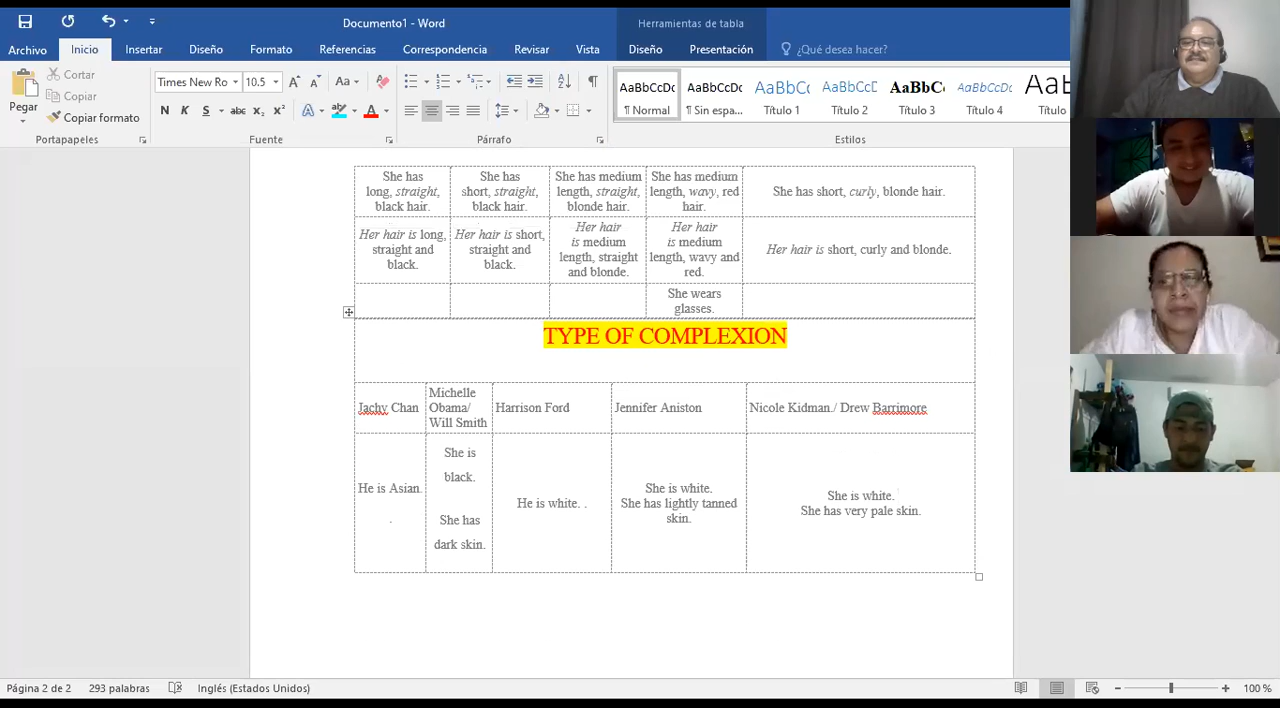 Documento1 - Word
Herramientas de tabla
Archivo Inicio Insertar Diseño Formato Referencias Correspondencia Revisar Vista Diseño Presentación ¿Qué desea hacer?
Pegar
Cortar
Copiar
Copiar formato
Portapapeles
Times New Ro 10.5
N K S abc x₂ x²
Fuente
Párrafo
AaBbCcDc AaBbCcDc AaBbC AaBbCc AaBbC AaBbCcD AaB
¶ Normal ¶ Sin espa... Título 1 Título 2 Título 3 Título 4 Título
Estilos
She has
long, straight,
black hair.
She has
short, straight,
black hair.
She has medium
length, straight,
blonde hair.
She has medium
length, wavy, red
hair.
She has short, curly, blonde hair.
Her hair is long,
straight and
black.
Her hair is short,
straight and
black.
Her hair
is medium
length, straight
and blonde.
Her hair
is medium
length, wavy and
red.
Her hair is short, curly and blonde.
She wears
glasses.
TYPE OF COMPLEXION
Jachy Chan
Michelle
Obama/
Will Smith
Harrison Ford
Jennifer Aniston
Nicole Kidman./ Drew Barrimore
He is Asian.
.
She is
black.
She has
dark skin.
He is white. .
She is white.
She has lightly tanned
skin.
She is white.
She has very pale skin.
Página 2 de 2 293 palabras Inglés (Estados Unidos) 100 %